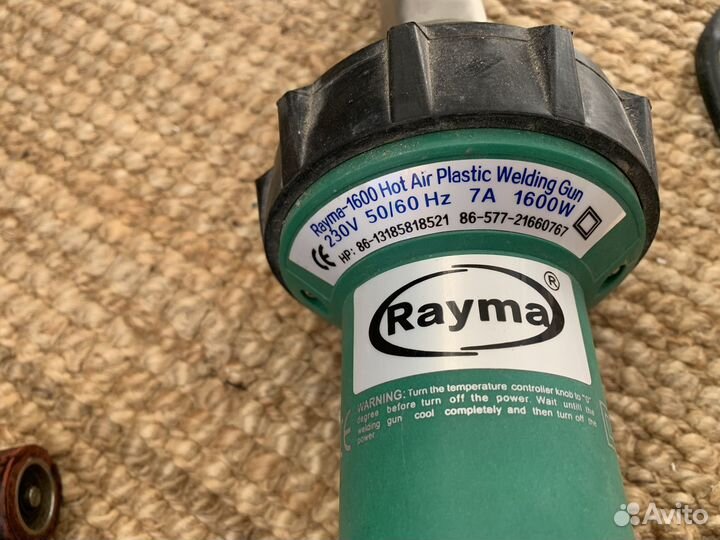 Rayma-1600 Hot Air Plastic Welding Gun
230V 50/60 Hz 7A 1600W
CE HP: 86-13185818521 86-577-21660767
Rayma®
WARNING: Turn the temperature controller knob to "0"
degree before turn off the power. Wait untill the
welding gun cool completely and then turn off the
power
Avito